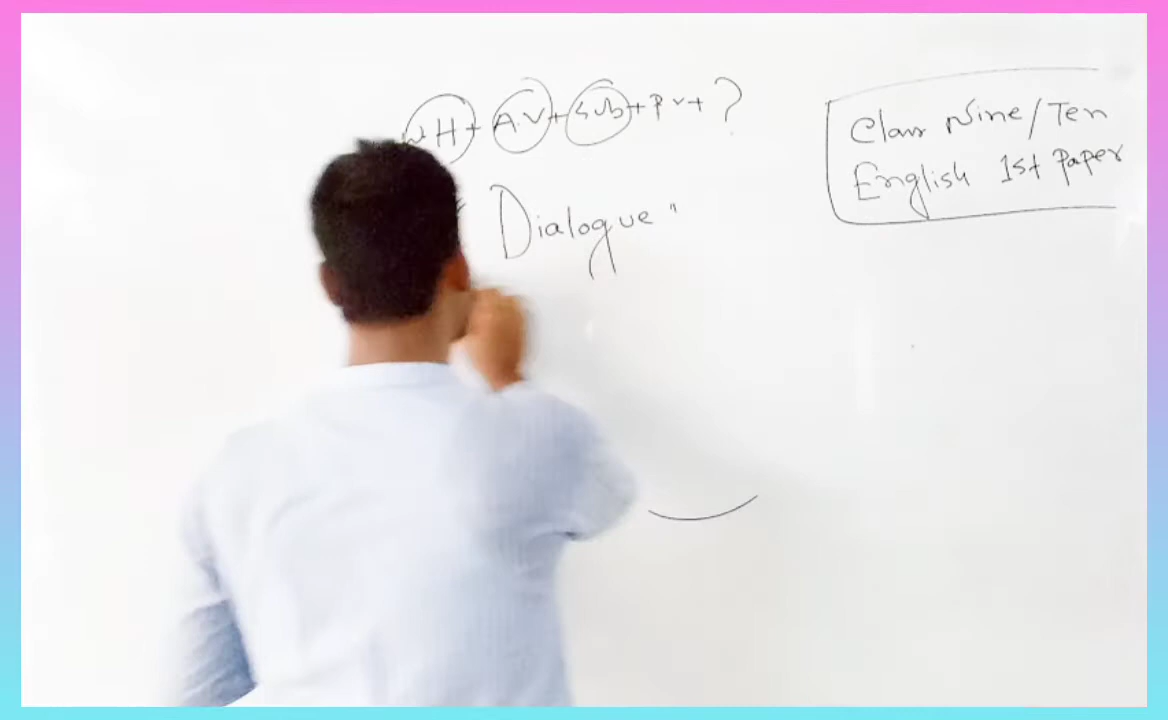 WH + A.V + Sub + P V + ?
Dialogue "
Class Nine/Ten
English 1st Paper